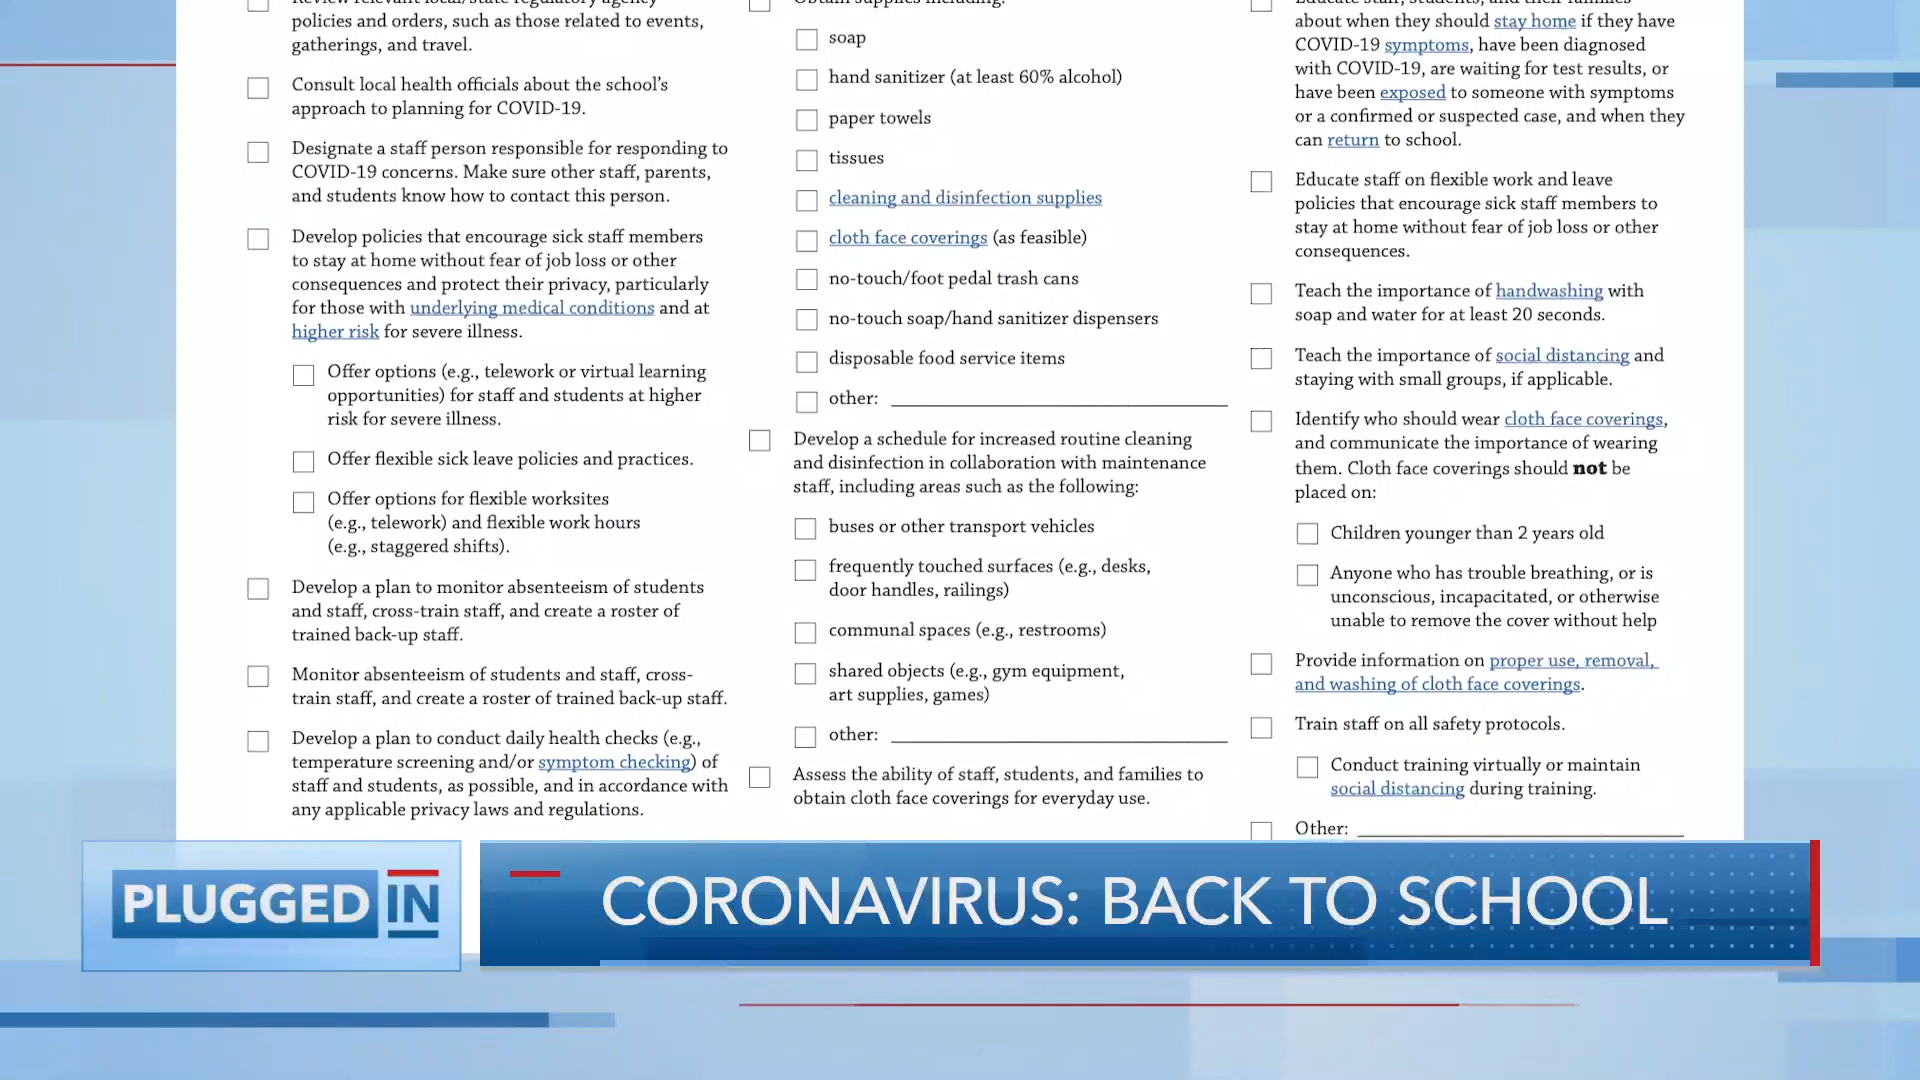 Review relevant local/state regulatory agency
policies and orders, such as those related to events,
gatherings, and travel.
Consult local health officials about the school's
approach to planning for COVID-19.
Designate a staff person responsible for responding to
COVID-19 concerns. Make sure other staff, parents,
and students know how to contact this person.
Develop policies that encourage sick staff members
to stay at home without fear of job loss or other
consequences and protect their privacy, particularly
for those with underlying medical conditions and at
higher risk for severe illness.
Offer options (e.g., telework or virtual learning
opportunities) for staff and students at higher
risk for severe illness.
Offer flexible sick leave policies and practices.
Offer options for flexible worksites
(e.g., telework) and flexible work hours
(e.g., staggered shifts).
Develop a plan to monitor absenteeism of students
and staff, cross-train staff, and create a roster of
trained back-up staff.
Monitor absenteeism of students and staff, cross-
train staff, and create a roster of trained back-up staff.
Develop a plan to conduct daily health checks (e.g.,
temperature screening and/or symptom checking) of
staff and students, as possible, and in accordance with
any applicable privacy laws and regulations.
Obtain supplies including:
soap
hand sanitizer (at least 60% alcohol)
paper towels
tissues
cleaning and disinfection supplies
cloth face coverings (as feasible)
no-touch/foot pedal trash cans
no-touch soap/hand sanitizer dispensers
disposable food service items
other:
Develop a schedule for increased routine cleaning
and disinfection in collaboration with maintenance
staff, including areas such as the following:
buses or other transport vehicles
frequently touched surfaces (e.g., desks,
door handles, railings)
communal spaces (e.g., restrooms)
shared objects (e.g., gym equipment,
art supplies, games)
other:
Assess the ability of staff, students, and families to
obtain cloth face coverings for everyday use.
Educate staff, students, and their families
about when they should stay home if they have
COVID-19 symptoms, have been diagnosed
with COVID-19, are waiting for test results, or
have been exposed to someone with symptoms
or a confirmed or suspected case, and when they
can return to school.
Educate staff on flexible work and leave
policies that encourage sick staff members to
stay at home without fear of job loss or other
consequences.
Teach the importance of handwashing with
soap and water for at least 20 seconds.
Teach the importance of social distancing and
staying with small groups, if applicable.
Identify who should wear cloth face coverings,
and communicate the importance of wearing
them. Cloth face coverings should not be
placed on:
Children younger than 2 years old
Anyone who has trouble breathing, or is
unconscious, incapacitated, or otherwise
unable to remove the cover without help
Provide information on proper use, removal,
and washing of cloth face coverings.
Train staff on all safety protocols.
Conduct training virtually or maintain
social distancing during training.
Other:
PLUGGED IN
CORONAVIRUS: BACK TO SCHOOL